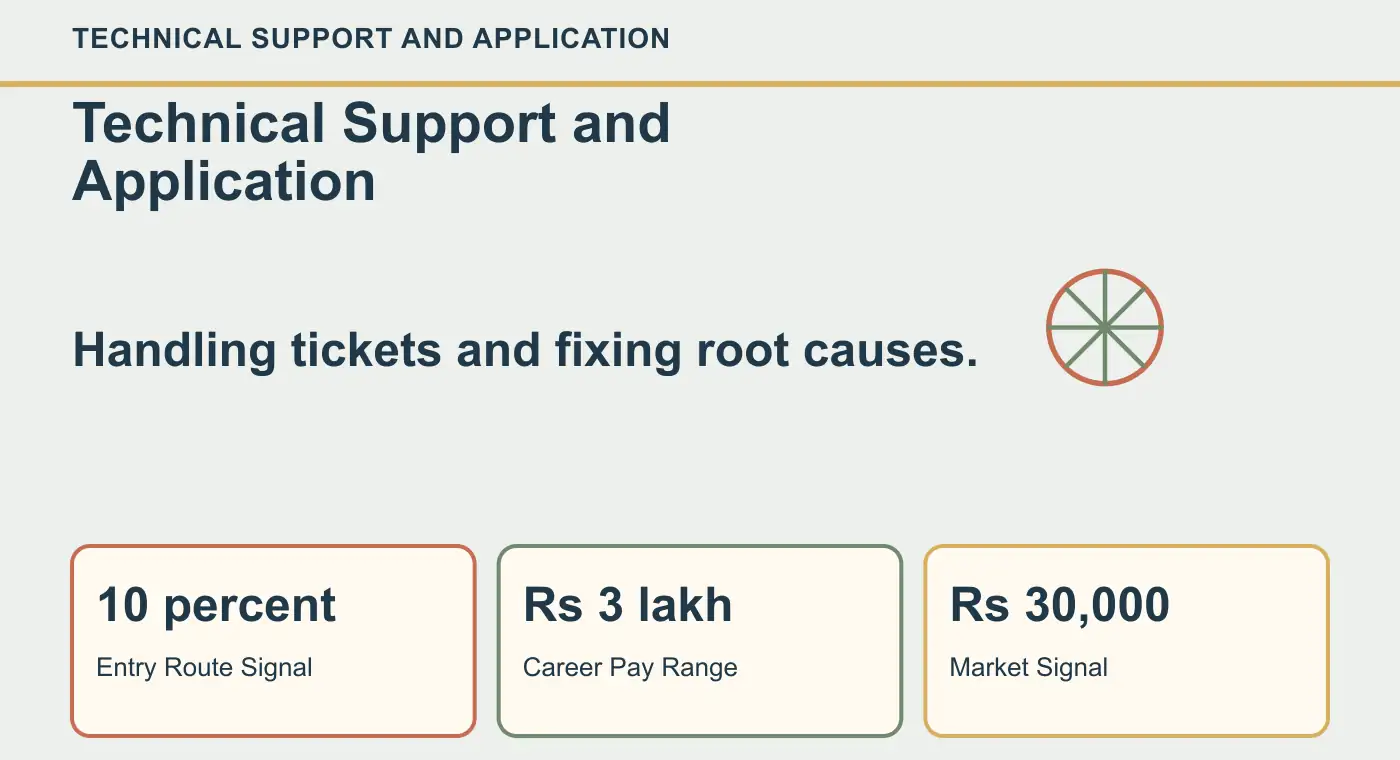 TECHNICAL SUPPORT AND APPLICATION
Technical Support and
Application
Handling tickets and fixing root causes.
10 percent
Entry Route Signal
Rs 3 lakh
Career Pay Range
Rs 30,000
Market Signal